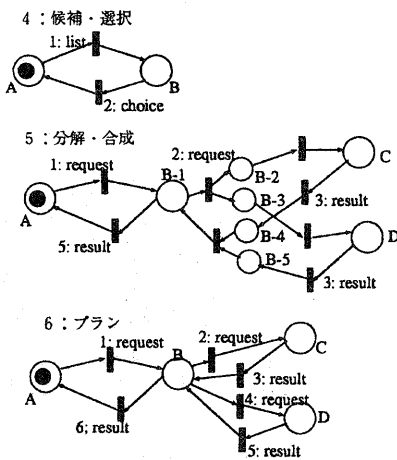 4：候補・選択
1: list
A
B
2: choice
5：分解・合成
1: request
2: request
B-1
B-2
C
B-3
3: result
A
B-4
D
5: result
B-5
3: result
6：プラン
1: request
2: request
B
C
3: result
A
4: request
6; result
D
5: result